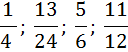 1/4 ; 13/24 ; 5/6 ; 11/12